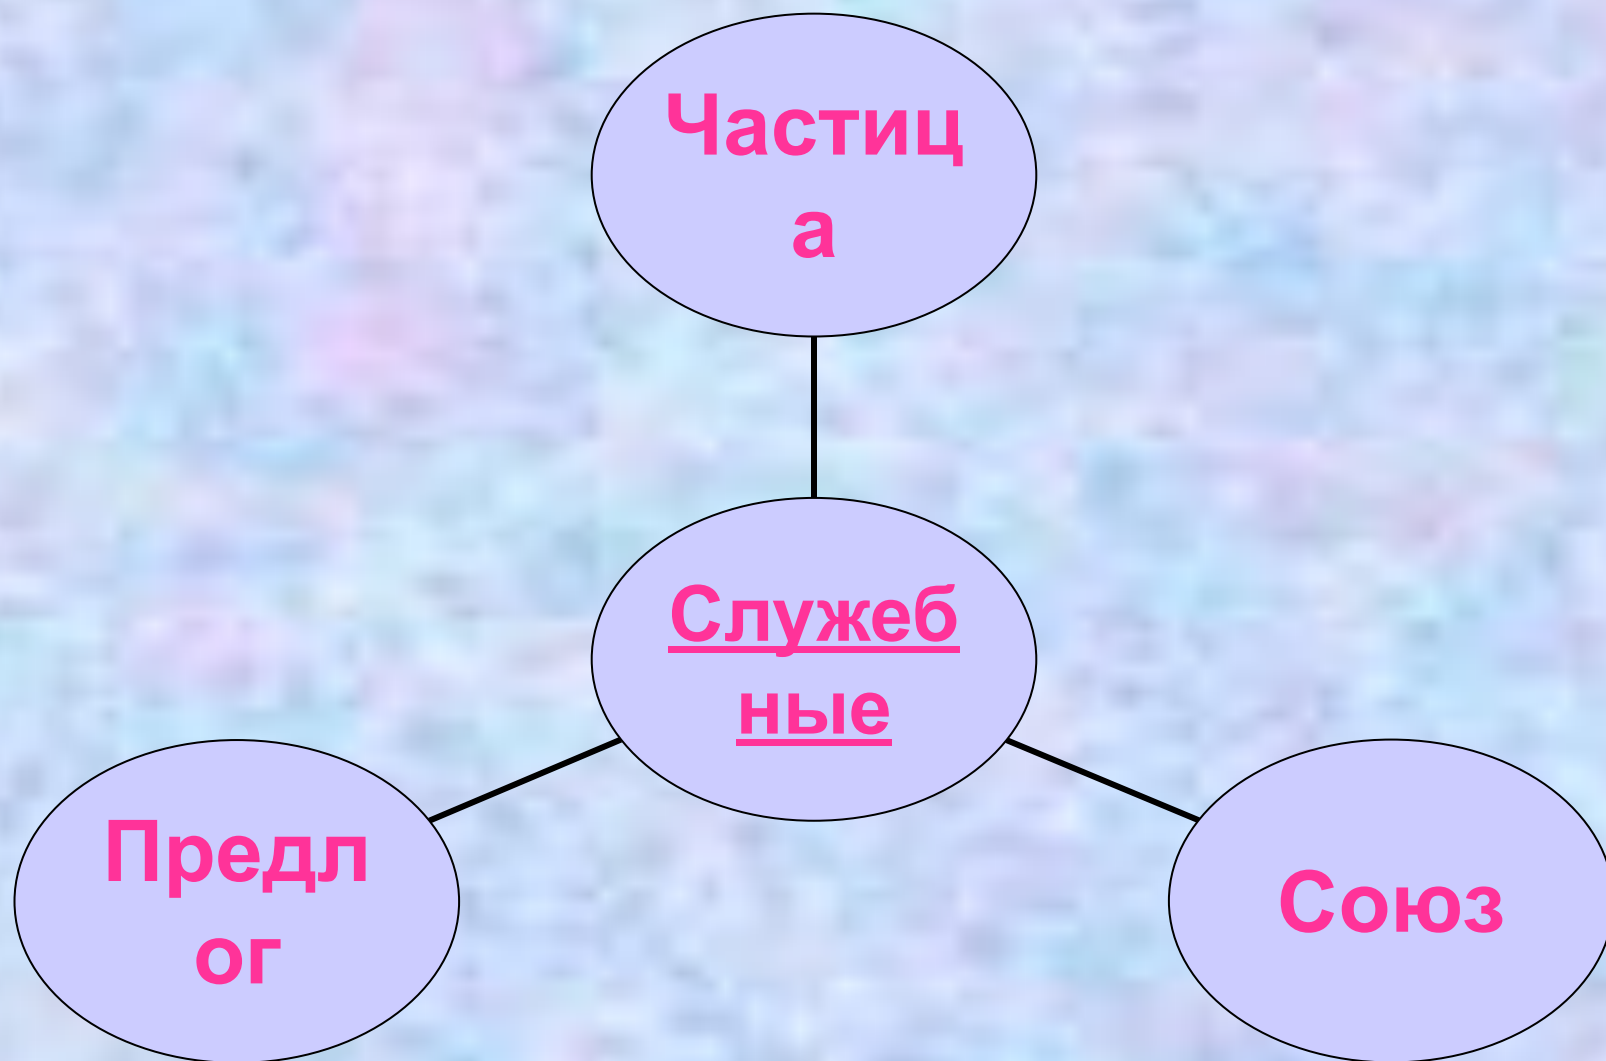 Частиц
а
Служеб
ные
Предл
ог
Союз